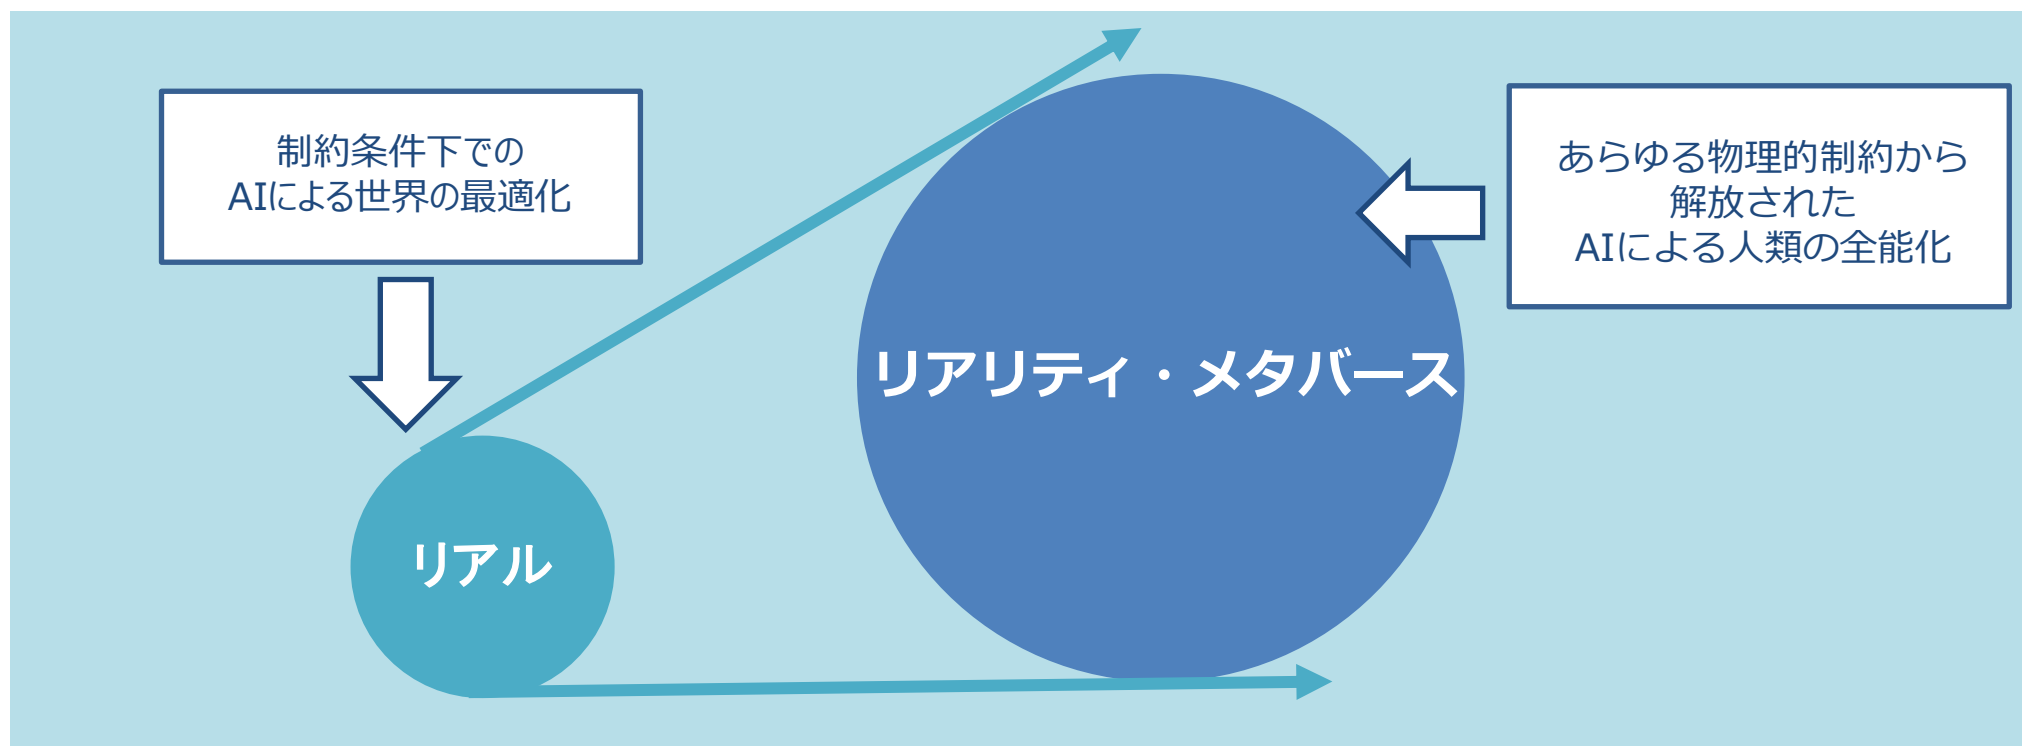 制約条件下での
AIによる世界の最適化
あらゆる物理的制約から
解放された
AIによる人類の全能化
リアリティ・メタバース
リアル